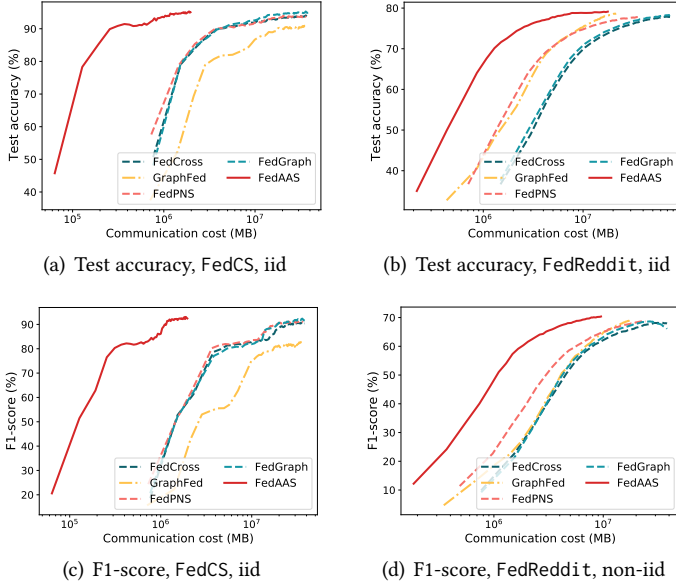 Test accuracy (%)
90
80
70
60
50
40
FedCross
GraphFed
FedPNS
FedGraph
FedAAS
10^5
10^6
10^7
Communication cost (MB)
(a) Test accuracy, FedCS, iid
Test accuracy (%)
80
70
60
50
40
FedCross
GraphFed
FedPNS
FedGraph
FedAAS
10^6
10^7
Communication cost (MB)
(b) Test accuracy, FedReddit, iid
F1-score (%)
90
80
70
60
50
40
30
20
FedCross
GraphFed
FedPNS
FedGraph
FedAAS
10^5
10^6
10^7
Communication cost (MB)
(c) F1-score, FedCS, iid
F1-score (%)
70
60
50
40
30
20
10
FedCross
GraphFed
FedPNS
FedGraph
FedAAS
10^6
10^7
Communication cost (MB)
(d) F1-score, FedReddit, non-iid